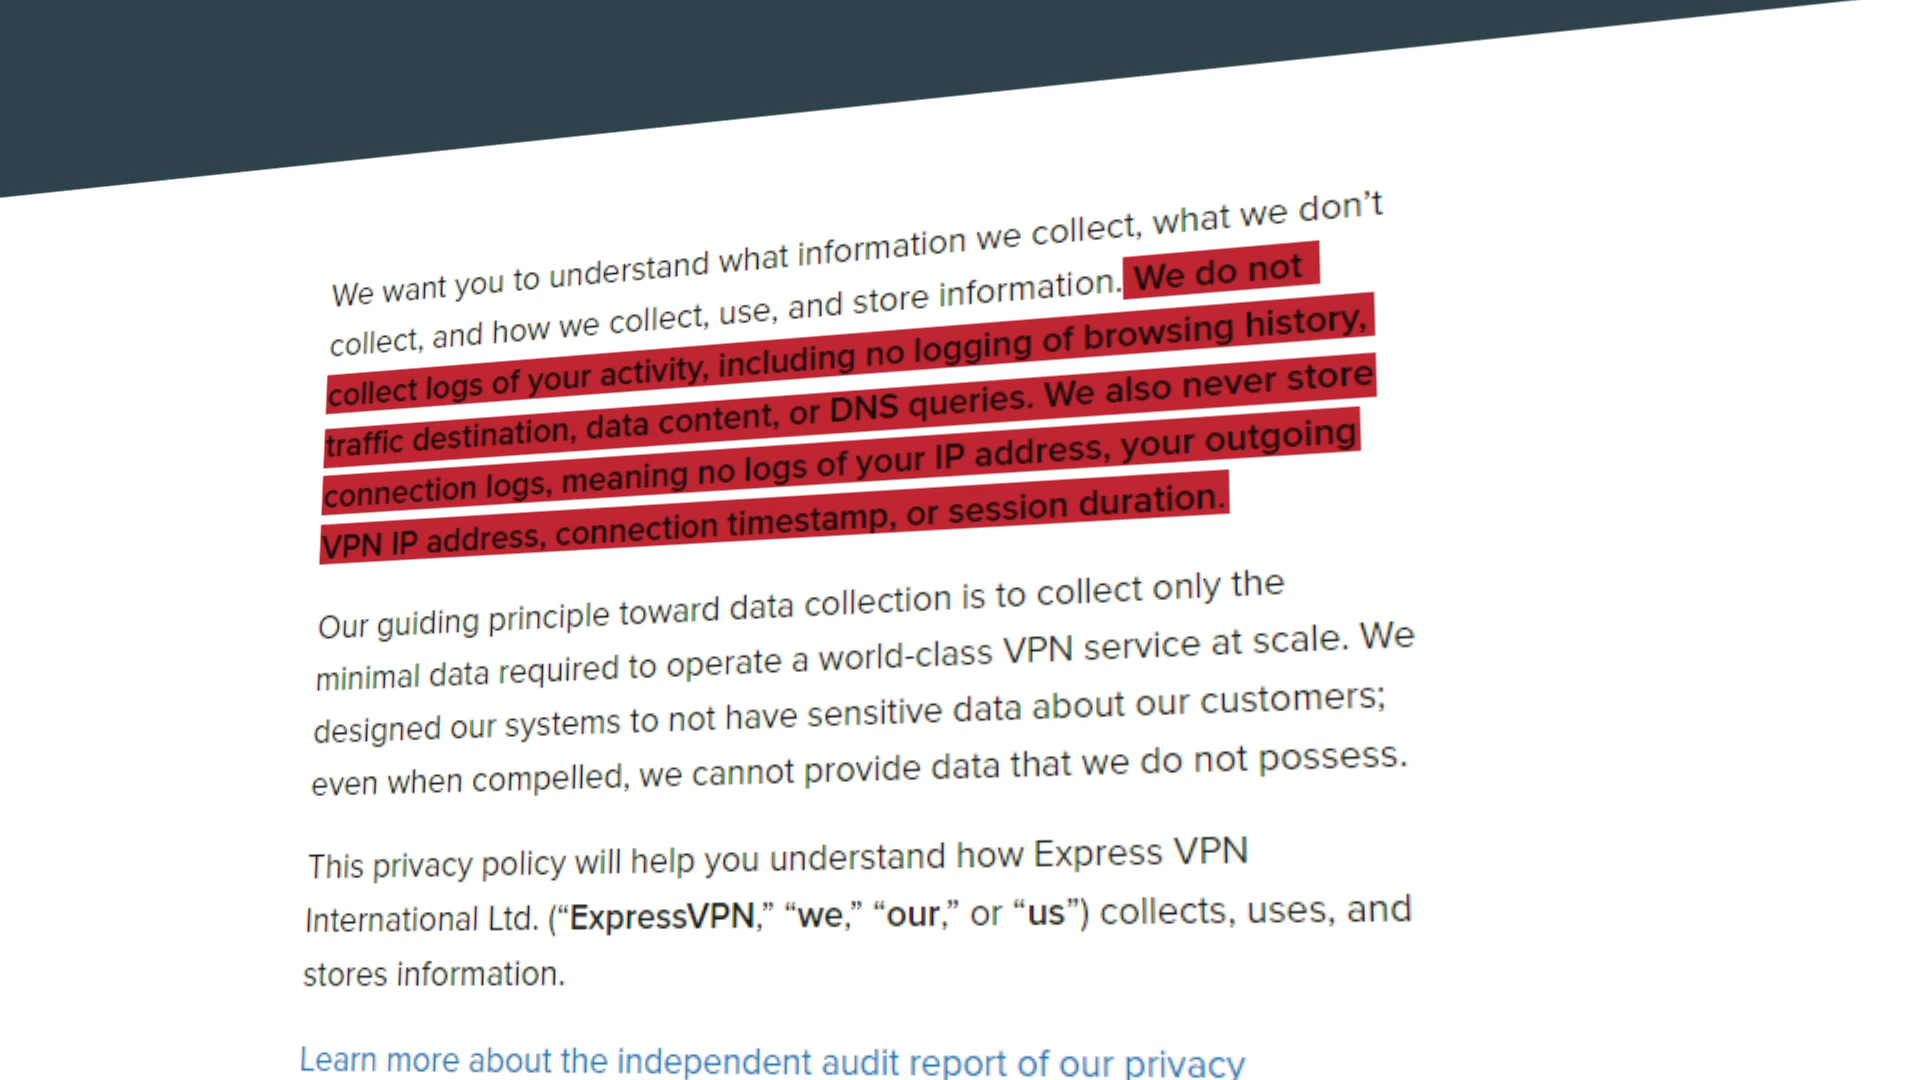 We want you to understand what information we collect, what we don’t
collect, and how we collect, use, and store information. We do not
collect logs of your activity, including no logging of browsing history,
traffic destination, data content, or DNS queries. We also never store
connection logs, meaning no logs of your IP address, your outgoing
VPN IP address, connection timestamp, or session duration.
Our guiding principle toward data collection is to collect only the
minimal data required to operate a world-class VPN service at scale. We
designed our systems to not have sensitive data about our customers;
even when compelled, we cannot provide data that we do not possess.
This privacy policy will help you understand how Express VPN
International Ltd. (“ExpressVPN,” “we,” “our,” or “us”) collects, uses, and
stores information.
Learn more about the independent audit report of our privacy